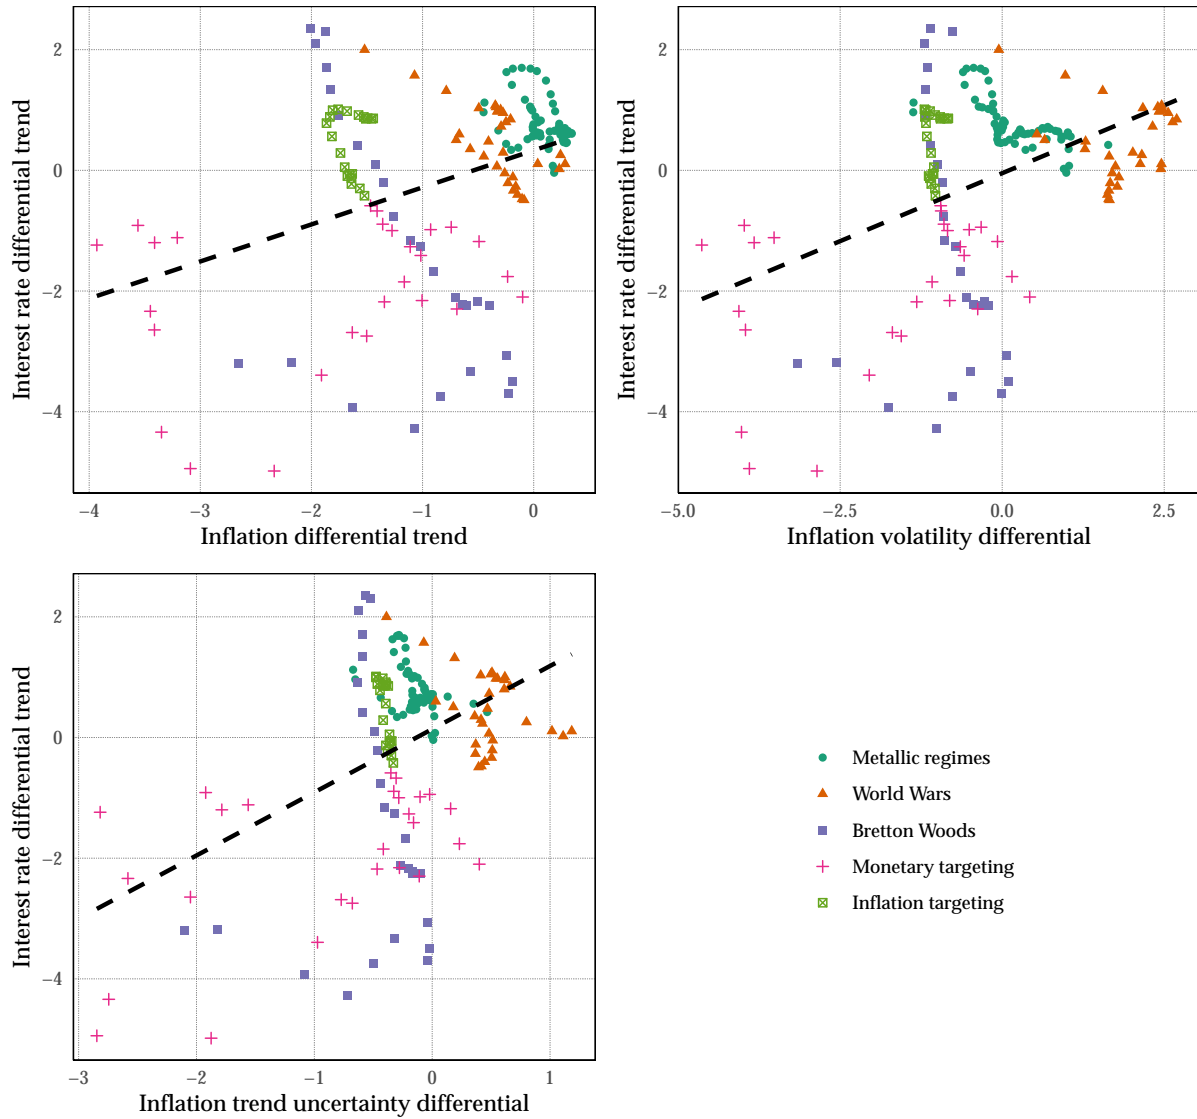 Interest rate differential trend
2
0
−2
−4
−4
−3
−2
−1
0
Inflation differential trend
Interest rate differential trend
2
0
−2
−4
−5.0
−2.5
0.0
2.5
Inflation volatility differential
Interest rate differential trend
2
0
−2
−4
−3
−2
−1
0
1
Inflation trend uncertainty differential
Metallic regimes
World Wars
Bretton Woods
Monetary targeting
Inflation targeting